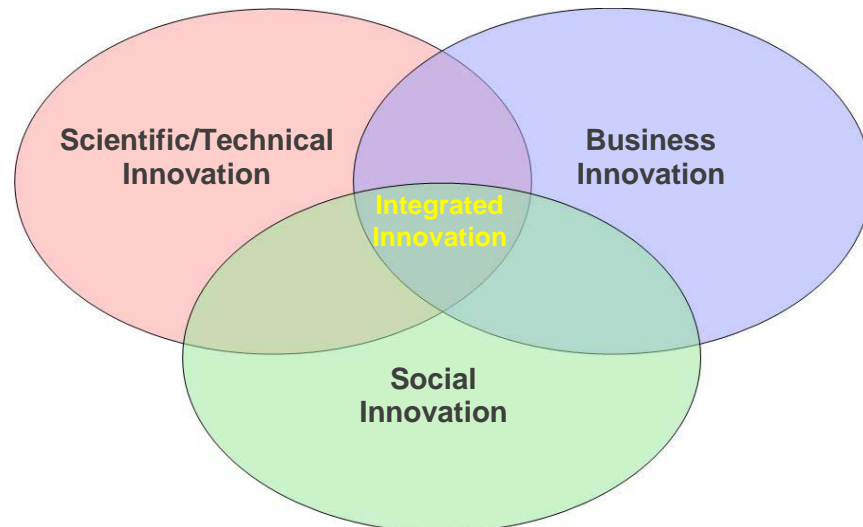 Scientific/Technical
Innovation
Business
Innovation
Integrated
Innovation
Social
Innovation